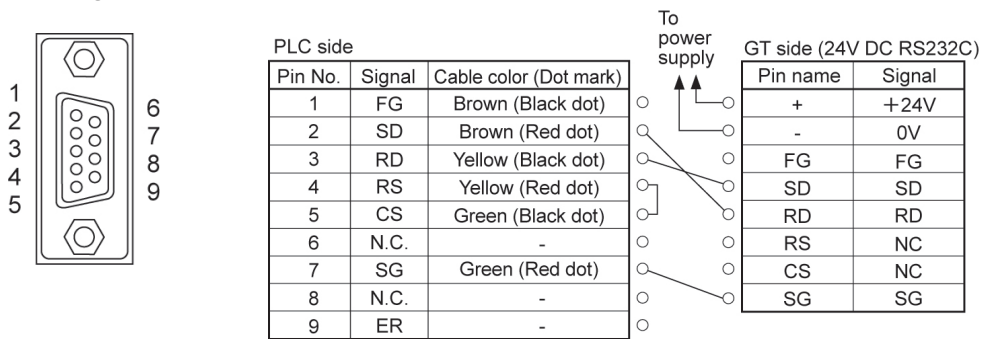 1
2
3
4
5
6
7
8
9
PLC side
Pin No. Signal Cable color (Dot mark)
1 FG Brown (Black dot)
2 SD Brown (Red dot)
3 RD Yellow (Black dot)
4 RS Yellow (Red dot)
5 CS Green (Black dot)
6 N.C. -
7 SG Green (Red dot)
8 N.C. -
9 ER -
To
power
supply
GT side (24V DC RS232C)
Pin name Signal
+ +24V
- 0V
FG FG
SD SD
RD RD
RS NC
CS NC
SG SG